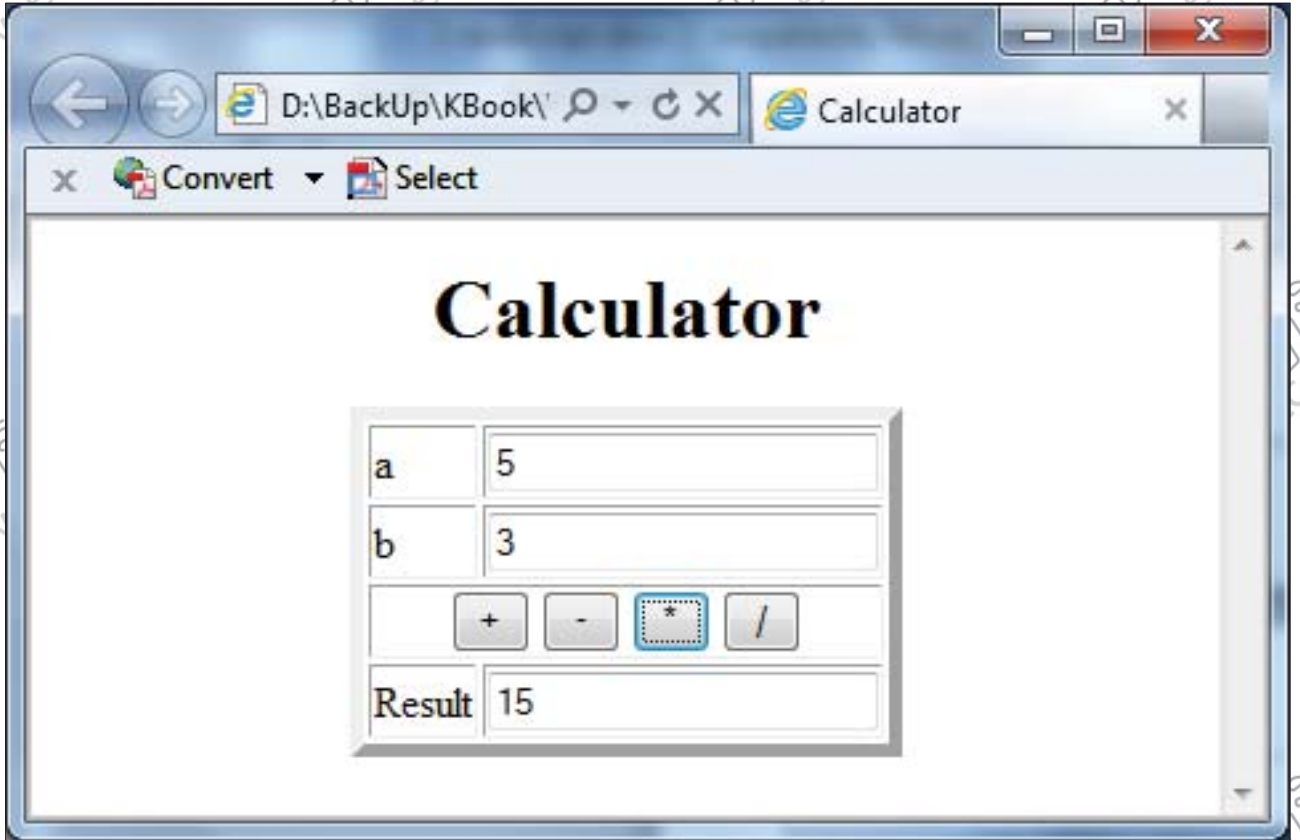 D:\BackUp\KBook\
Calculator
x Convert Select
Calculator
a 5
b 3
+ - * /
Result 15